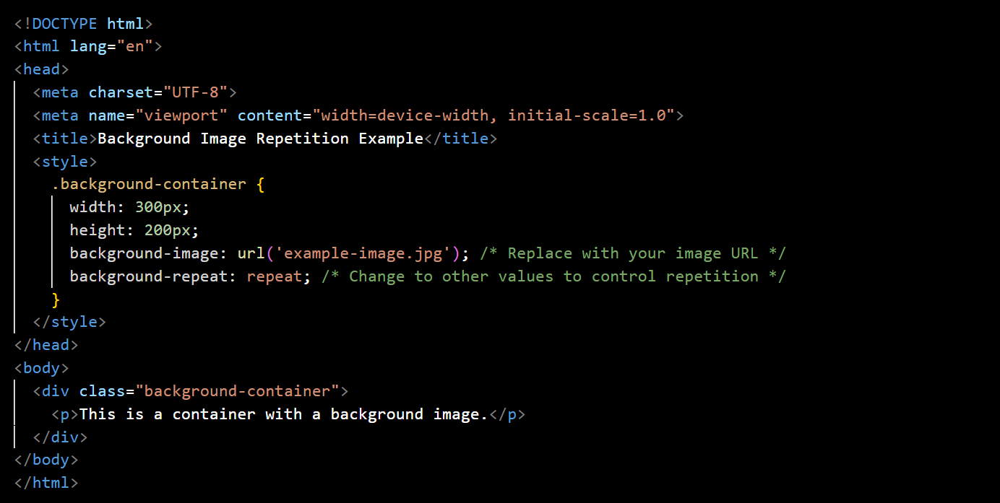 <!DOCTYPE html>
<html lang="en">
<head>
  <meta charset="UTF-8">
  <meta name="viewport" content="width=device-width, initial-scale=1.0">
  <title>Background Image Repetition Example</title>
  <style>
    .background-container {
      width: 300px;
      height: 200px;
      background-image: url('example-image.jpg'); /* Replace with your image URL */
      background-repeat: repeat; /* Change to other values to control repetition */
    }
  </style>
</head>
<body>
  <div class="background-container">
    <p>This is a container with a background image.</p>
  </div>
</body>
</html>